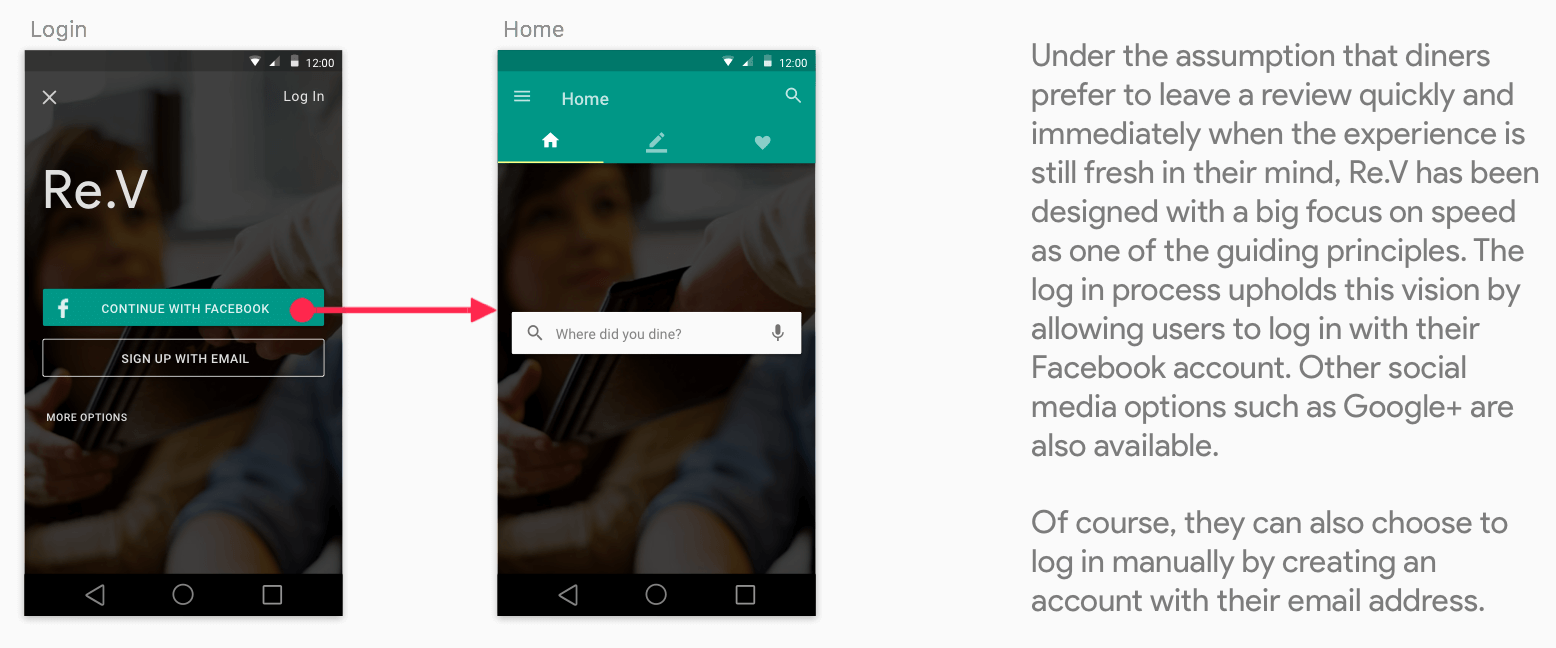 Login
12:00
Log In
Re.V
CONTINUE WITH FACEBOOK
SIGN UP WITH EMAIL
MORE OPTIONS
Home
12:00
Home
Where did you dine?
Under the assumption that diners
prefer to leave a review quickly and
immediately when the experience is
still fresh in their mind, Re.V has been
designed with a big focus on speed
as one of the guiding principles. The
log in process upholds this vision by
allowing users to log in with their
Facebook account. Other social
media options such as Google+ are
also available.
Of course, they can also choose to
log in manually by creating an
account with their email address.